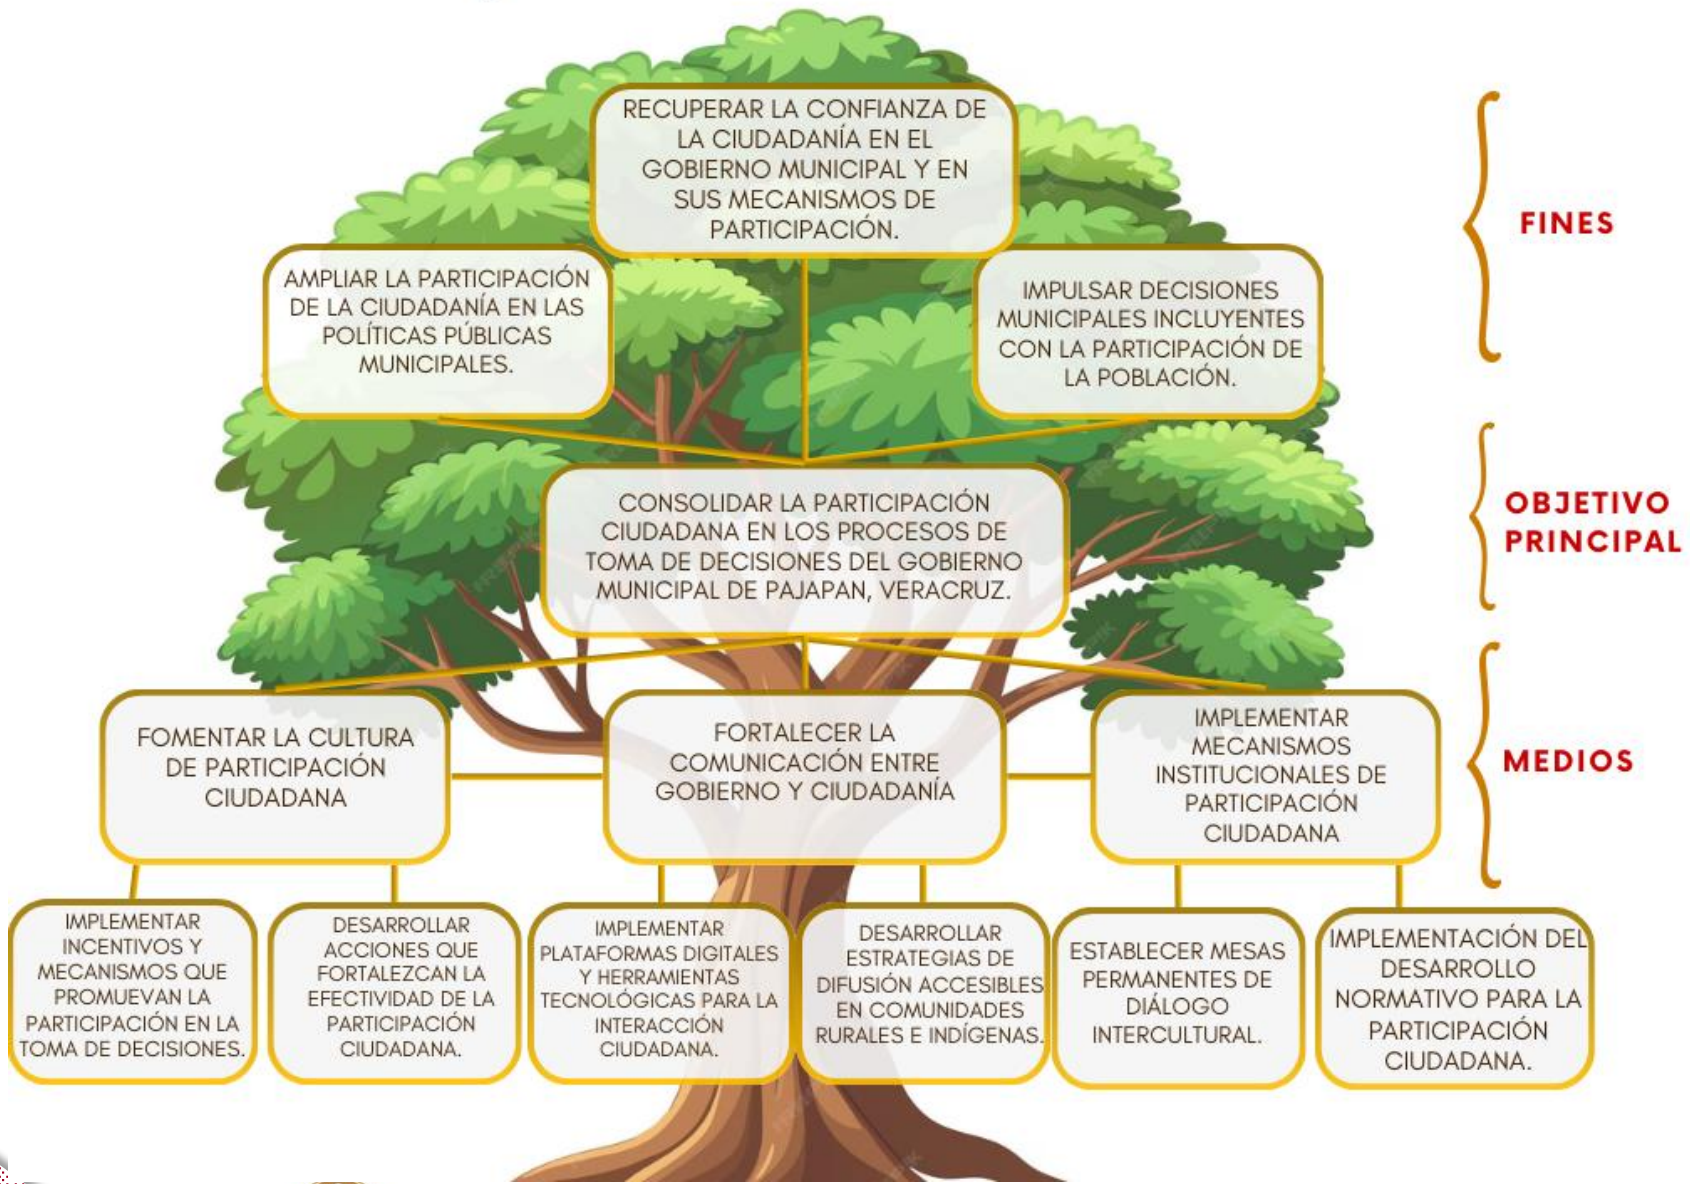 RECUPERAR LA CONFIANZA DE
LA CIUDADANÍA EN EL
GOBIERNO MUNICIPAL Y EN
SUS MECANISMOS DE
PARTICIPACIÓN.
FINES
AMPLIAR LA PARTICIPACIÓN
DE LA CIUDADANÍA EN LAS
POLÍTICAS PÚBLICAS
MUNICIPALES.
IMPULSAR DECISIONES
MUNICIPALES INCLUYENTES
CON LA PARTICIPACIÓN DE
LA POBLACIÓN.
CONSOLIDAR LA PARTICIPACIÓN
CIUDADANA EN LOS PROCESOS DE
TOMA DE DECISIONES DEL GOBIERNO
MUNICIPAL DE PAJAPAN, VERACRUZ.
OBJETIVO
PRINCIPAL
FOMENTAR LA CULTURA
DE PARTICIPACIÓN
CIUDADANA
FORTALECER LA
COMUNICACIÓN ENTRE
GOBIERNO Y CIUDADANÍA
IMPLEMENTAR
MECANISMOS
INSTITUCIONALES DE
PARTICIPACIÓN
CIUDADANA
MEDIOS
IMPLEMENTAR
INCENTIVOS Y
MECANISMOS QUE
PROMUEVAN LA
PARTICIPACIÓN EN LA
TOMA DE DECISIONES.
DESARROLLAR
ACCIONES QUE
FORTALEZCAN LA
EFECTIVIDAD DE LA
PARTICIPACIÓN
CIUDADANA.
IMPLEMENTAR
PLATAFORMAS DIGITALES
Y HERRAMIENTAS
TECNOLÓGICAS PARA LA
INTERACCIÓN
CIUDADANA.
DESARROLLAR
ESTRATEGIAS DE
DIFUSIÓN ACCESIBLES
EN COMUNIDADES
RURALES E INDÍGENAS.
ESTABLECER MESAS
PERMANENTES DE
DIÁLOGO
INTERCULTURAL.
IMPLEMENTACIÓN DEL
DESARROLLO
NORMATIVO PARA LA
PARTICIPACIÓN
CIUDADANA.